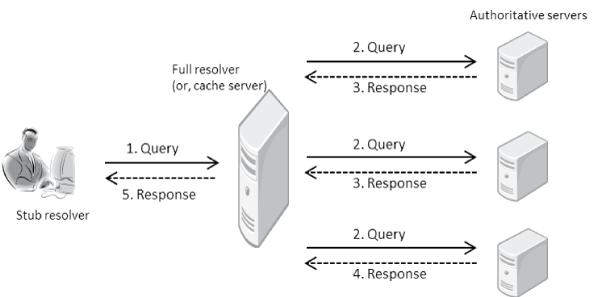 Authoritative servers
2. Query
Full resolver
(or, cache server)
3. Response
1. Query
2. Query
3. Response
5. Response
Stub resolver
2. Query
4. Response